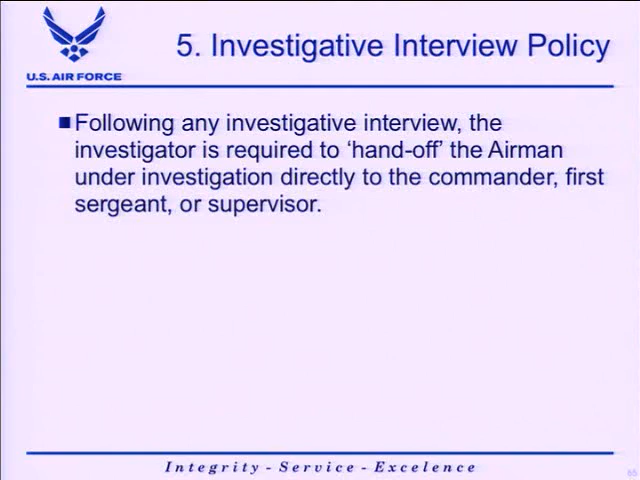 5. Investigative Interview Policy
U.S. AIR FORCE
Following any investigative interview, the
investigator is required to ‘hand-off’ the Airman
under investigation directly to the commander, first
sergeant, or supervisor.
Integrity - Service - Excelence
65